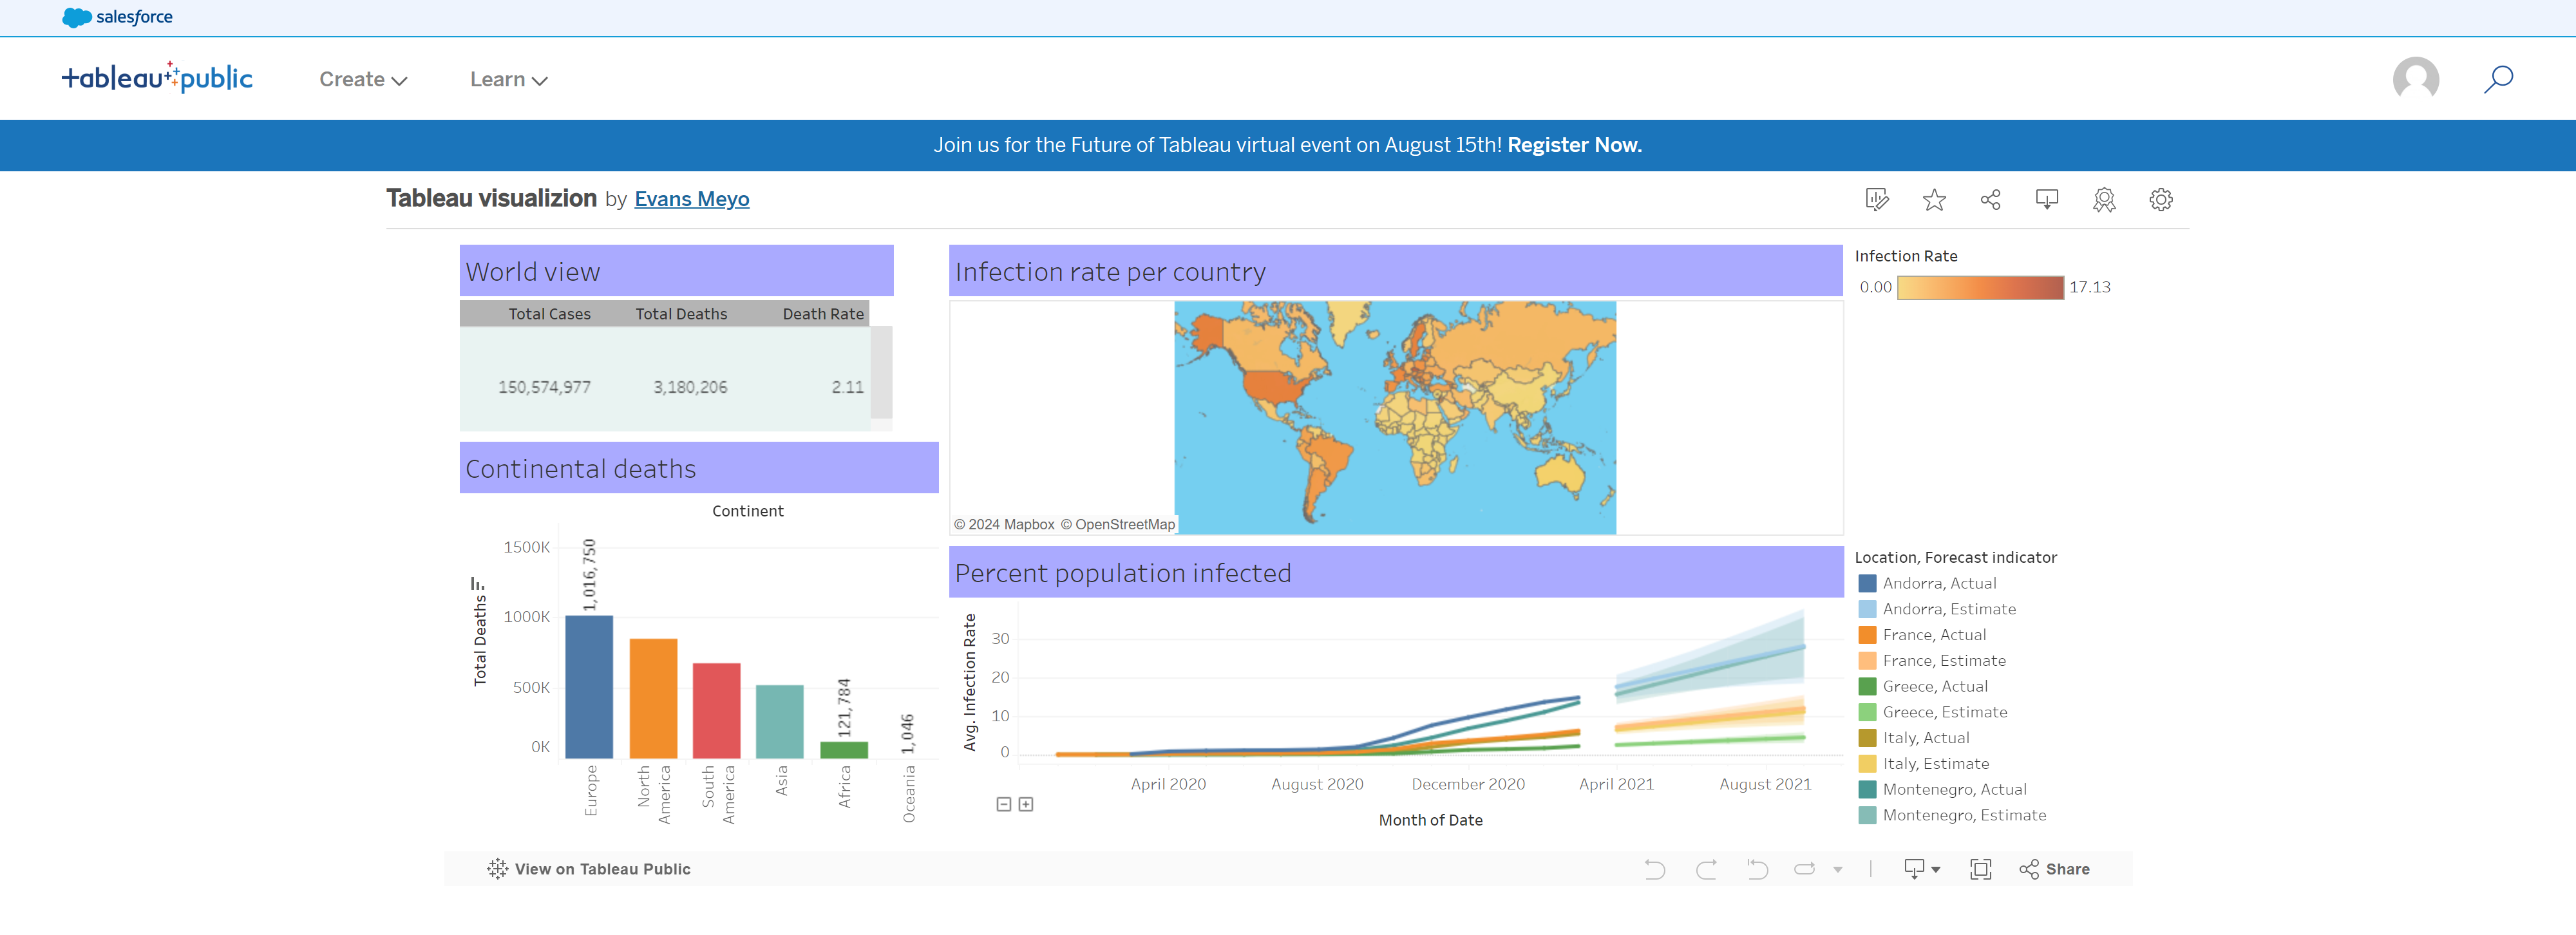 salesforce
tableau public
Create
Learn
Join us for the Future of Tableau virtual event on August 15th! Register Now.
Tableau visualizion by Evans Meyo
World view
Total Cases Total Deaths Death Rate
150,574,977 3,180,206 2.11
Continental deaths
Continent
Total Deaths
1500K
1000K
500K
0K
1,016,750
121,784
1,046
Europe
North America
South America
Asia
Africa
Oceania
Infection rate per country
© 2024 Mapbox © OpenStreetMap
Infection Rate
0.00 17.13
Percent population infected
Avg. Infection Rate
30
20
10
0
April 2020 August 2020 December 2020 April 2021 August 2021
Month of Date
Location, Forecast indicator
Andorra, Actual
Andorra, Estimate
France, Actual
France, Estimate
Greece, Actual
Greece, Estimate
Italy, Actual
Italy, Estimate
Montenegro, Actual
Montenegro, Estimate
View on Tableau Public
Share